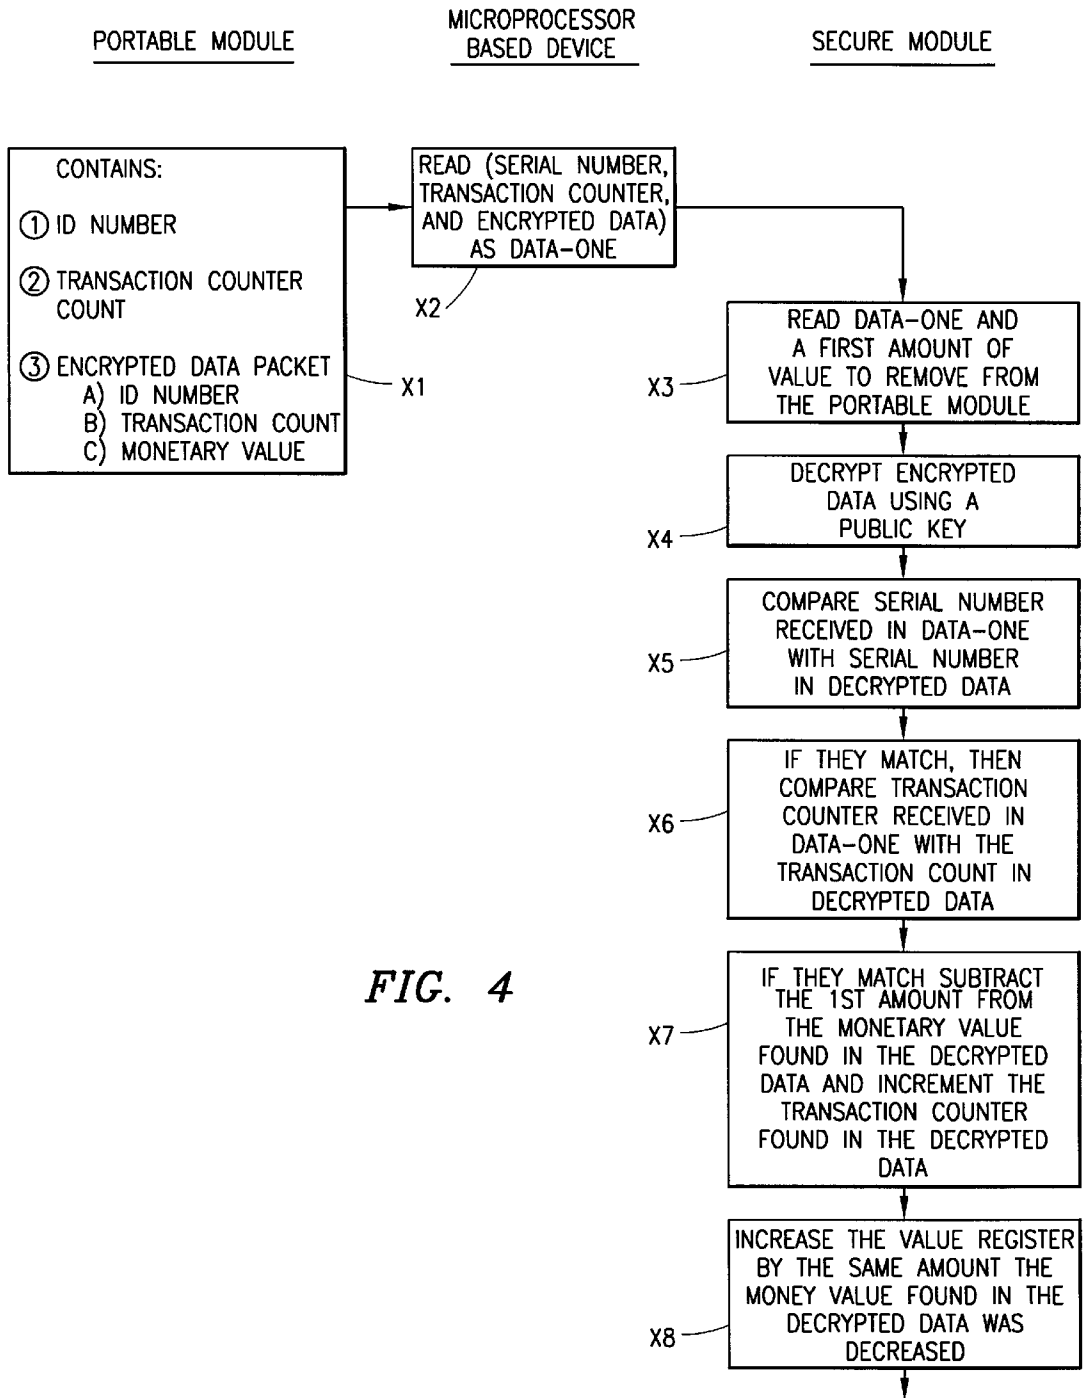 PORTABLE MODULE
MICROPROCESSOR
BASED DEVICE
SECURE MODULE
CONTAINS:
① ID NUMBER
② TRANSACTION COUNTER
COUNT
③ ENCRYPTED DATA PACKET
A) ID NUMBER
B) TRANSACTION COUNT
C) MONETARY VALUE
X1
READ (SERIAL NUMBER,
TRANSACTION COUNTER,
AND ENCRYPTED DATA)
AS DATA-ONE
X2
READ DATA-ONE AND
A FIRST AMOUNT OF
VALUE TO REMOVE FROM
THE PORTABLE MODULE
X3
DECRYPT ENCRYPTED
DATA USING A
PUBLIC KEY
X4
COMPARE SERIAL NUMBER
RECEIVED IN DATA-ONE
WITH SERIAL NUMBER
IN DECRYPTED DATA
X5
IF THEY MATCH, THEN
COMPARE TRANSACTION
COUNTER RECEIVED IN
DATA-ONE WITH THE
TRANSACTION COUNT IN
DECRYPTED DATA
X6
IF THEY MATCH SUBTRACT
THE 1ST AMOUNT FROM
THE MONETARY VALUE
FOUND IN THE DECRYPTED
DATA AND INCREMENT THE
TRANSACTION COUNTER
FOUND IN THE DECRYPTED
DATA
X7
INCREASE THE VALUE REGISTER
BY THE SAME AMOUNT THE
MONEY VALUE FOUND IN THE
DECRYPTED DATA WAS
DECREASED
X8
FIG. 4